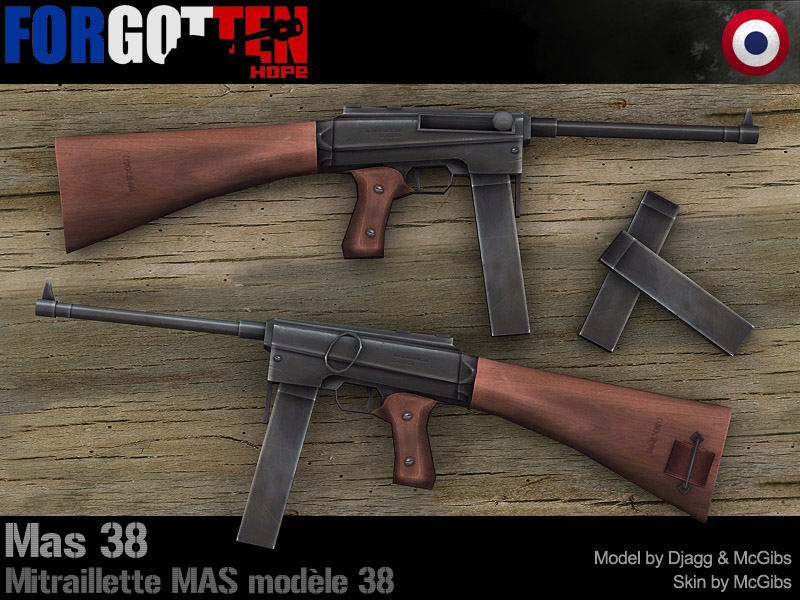 FORGOTTEN
HOPE
Mas 38
Mitraillette MAS modèle 38
Model by Djagg & McGibs
Skin by McGibs